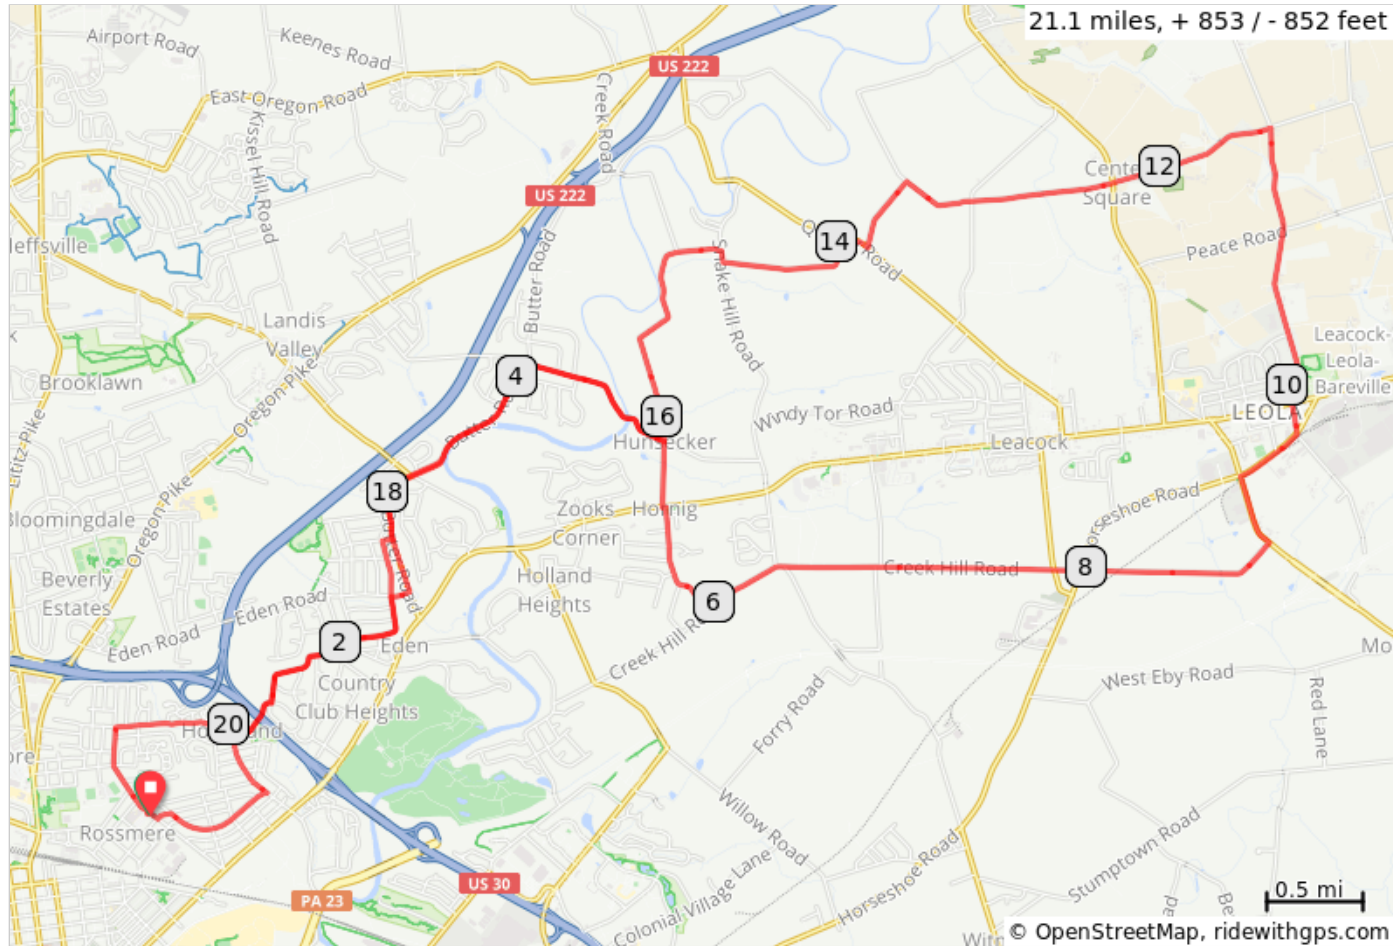 21.1 miles, + 853 / - 852 feet
Airport Road
Keenes Road
US 222
East Oregon Road
Creek Road
Kissel Hill Road
12
US 222
Square
Butter Road
14
Road
Peace Road
Snake Hill Road
Landis
Valley
Leacock-
Leola-
Bareville
4
10
Brooklawn
Oregon Pike
LEOLA
16
Windy Tor Road
Hunsecker
Leacock
Lititz Pike
18
Oregon Pike
Zooks
Corner
Hornig
Horseshoe Road
Road
8
Creek Hill Road
Beverly
Estates
Holland
Heights
Eden Road
6
Eden Road
2
Eden
Creek Hill R
Country
Club Heights
West Eby Road
Red Lane
Forry Road
20
Rossmere
Willow Road
Stumptown Road
Horseshoe Road
US 30
PA 23
Colonial Village Lane
0.5 mi
© OpenStreetMap, ridewithgps.com